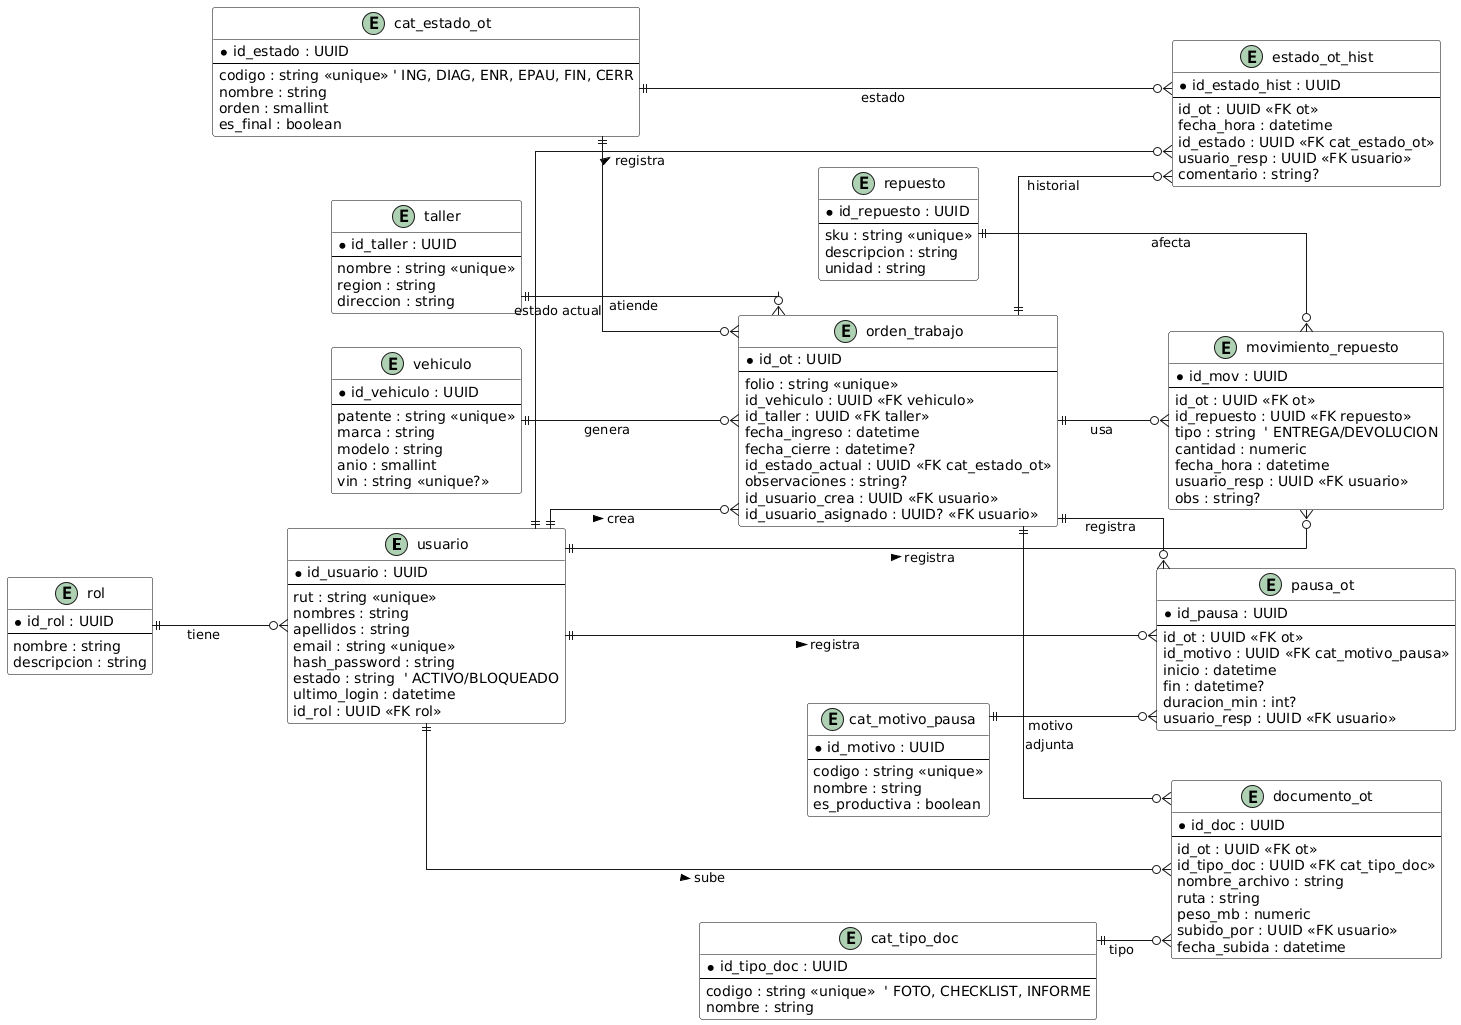 E cat_estado_ot
* id_estado : UUID
codigo : string «unique» ' ING, DIAG, ENR, EPAU, FIN, CERR
nombre : string
orden : smallint
es_final : boolean
E estado_ot_hist
* id_estado_hist : UUID
id_ot : UUID «FK ot»
fecha_hora : datetime
id_estado : UUID «FK cat_estado_ot»
usuario_resp : UUID «FK usuario»
comentario : string?
estado
registra
historial
E repuesto
* id_repuesto : UUID
sku : string «unique»
descripcion : string
unidad : string
afecta
E taller
* id_taller : UUID
nombre : string «unique»
region : string
direccion : string
estado actual
atiende
E orden_trabajo
* id_ot : UUID
folio : string «unique»
id_vehiculo : UUID «FK vehiculo»
id_taller : UUID «FK taller»
fecha_ingreso : datetime
fecha_cierre : datetime?
id_estado_actual : UUID «FK cat_estado_ot»
observaciones : string?
id_usuario_crea : UUID «FK usuario»
id_usuario_asignado : UUID? «FK usuario»
E movimiento_repuesto
* id_mov : UUID
id_ot : UUID «FK ot»
id_repuesto : UUID «FK repuesto»
tipo : string  ' ENTREGA/DEVOLUCION
cantidad : numeric
fecha_hora : datetime
usuario_resp : UUID «FK usuario»
obs : string?
E vehiculo
* id_vehiculo : UUID
patente : string «unique»
marca : string
modelo : string
anio : smallint
vin : string «unique?»
genera
usa
crea
registra
registra
E usuario
* id_usuario : UUID
rut : string «unique»
nombres : string
apellidos : string
email : string «unique»
hash_password : string
estado : string  ' ACTIVO/BLOQUEADO
ultimo_login : datetime
id_rol : UUID «FK rol»
E rol
* id_rol : UUID
nombre : string
descripcion : string
tiene
registra
E pausa_ot
* id_pausa : UUID
id_ot : UUID «FK ot»
id_motivo : UUID «FK cat_motivo_pausa»
inicio : datetime
fin : datetime?
duracion_min : int?
usuario_resp : UUID «FK usuario»
E cat_motivo_pausa
* id_motivo : UUID
codigo : string «unique»
nombre : string
es_productiva : boolean
motivo
adjunta
E documento_ot
* id_doc : UUID
id_ot : UUID «FK ot»
id_tipo_doc : UUID «FK cat_tipo_doc»
nombre_archivo : string
ruta : string
peso_mb : numeric
subido_por : UUID «FK usuario»
fecha_subida : datetime
sube
E cat_tipo_doc
* id_tipo_doc : UUID
codigo : string «unique»  ' FOTO, CHECKLIST, INFORME
nombre : string
tipo